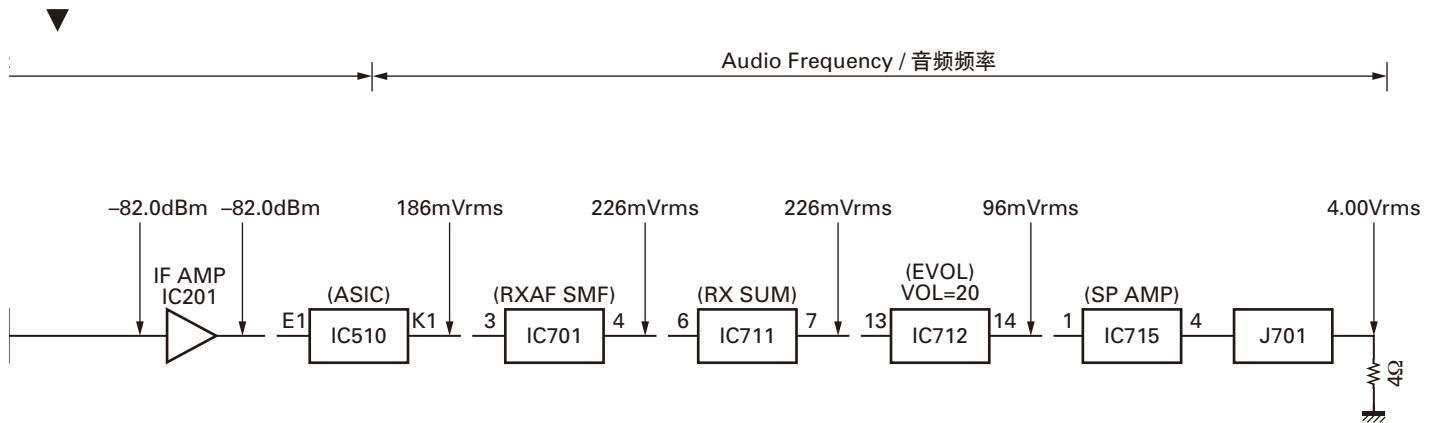 Audio Frequency / 音频频率
–82.0dBm –82.0dBm 186mVrms 226mVrms 226mVrms 96mVrms 4.00Vrms
IF AMP
IC201
(ASIC)
E1 IC510 K1
(RXAF SMF)
3 IC701 4
(RX SUM)
6 IC711 7
(EVOL)
VOL=20
13 IC712 14
(SP AMP)
1 IC715 4
J701
4Ω